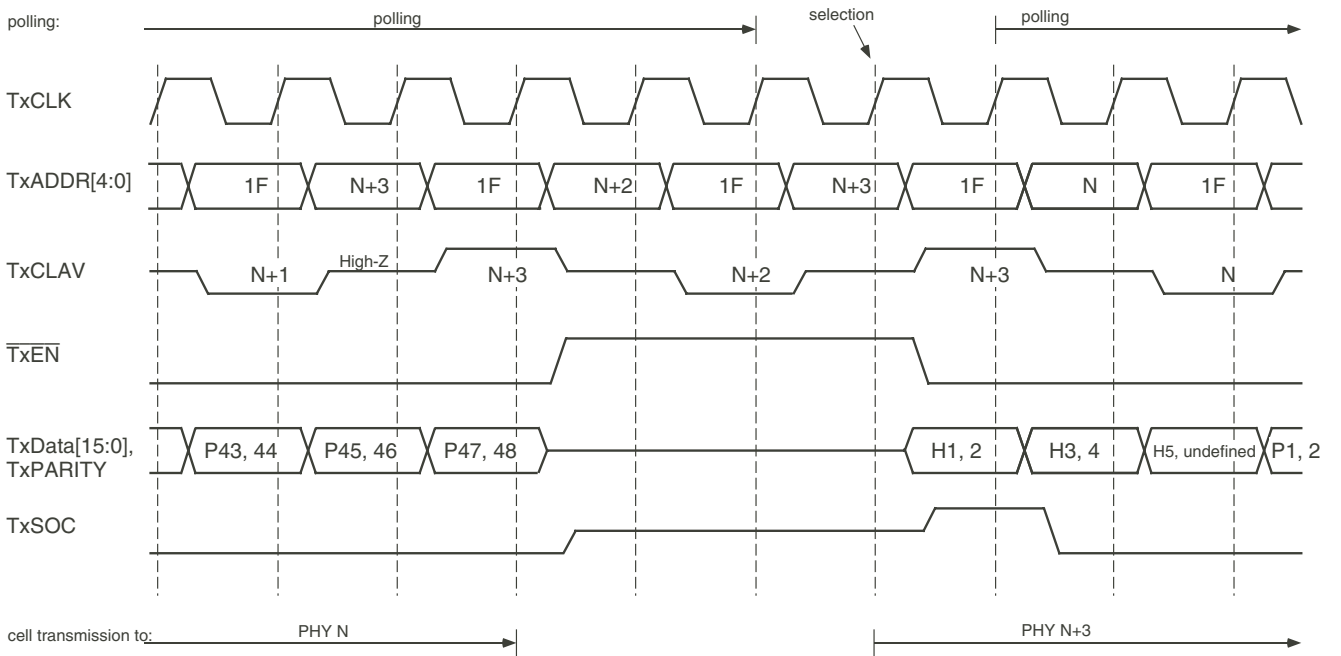 polling: polling selection polling
TxCLK
TxADDR[4:0] 1F N+3 1F N+2 1F N+3 1F N 1F
TxCLAV N+1 High-Z N+3 N+2 N+3 N
TxEN
TxData[15:0], TxPARITY P43, 44 P45, 46 P47, 48 H1, 2 H3, 4 H5, undefined P1, 2
TxSOC
cell transmission to: PHY N PHY N+3